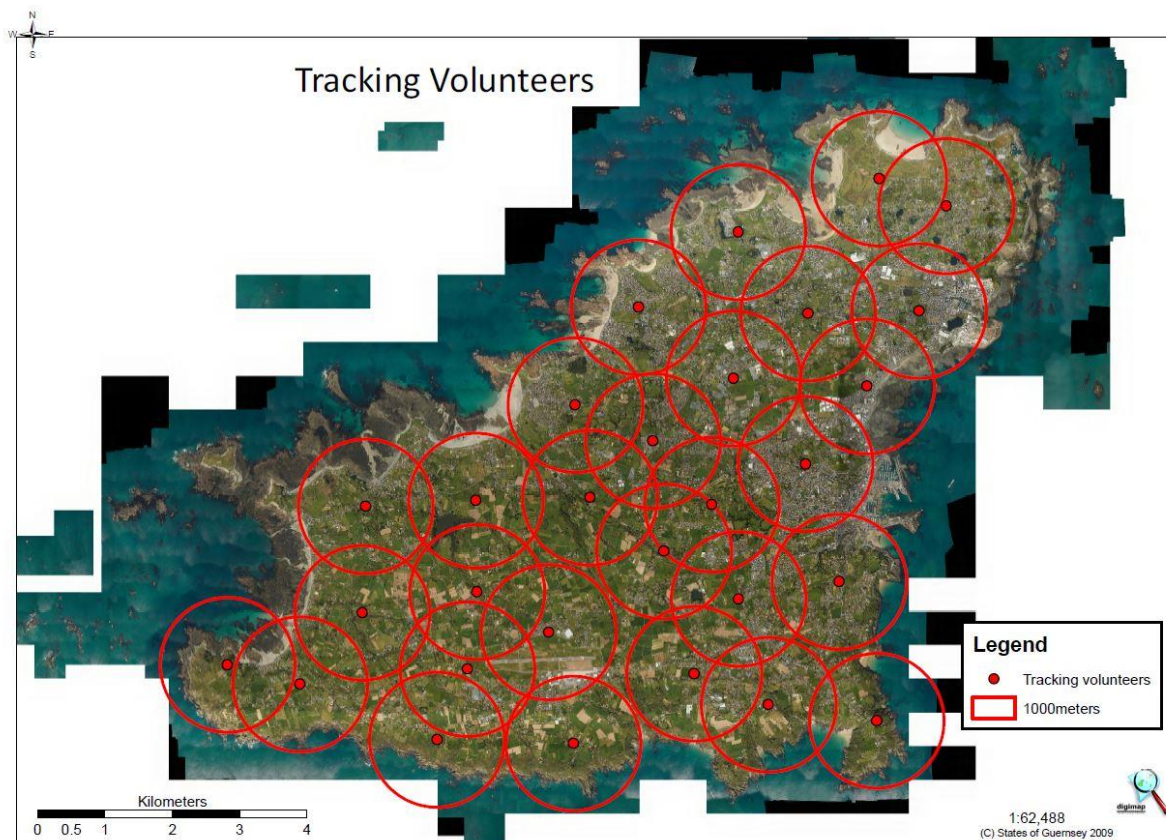 N
W E
S
Tracking Volunteers
Legend
Tracking volunteers
1000meters
Kilometers
0 0.5 1 2 3 4
digimap
1:62,488
(C) States of Guernsey 2009